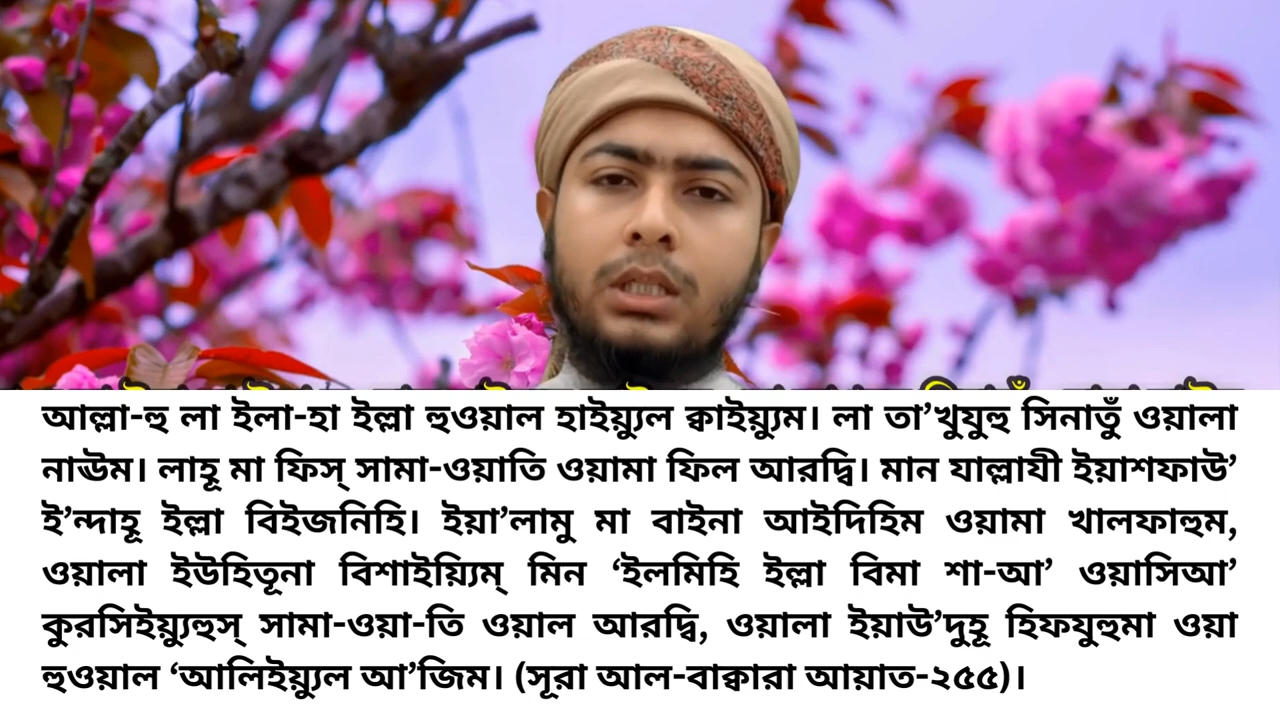 আল্লা-হু লা ইলা-হা ইল্লা হুওয়াল হাইয়্যুল ক্বাইয়্যুম। লা তা’খুযুহু সিনাতুঁ ওয়ালা
নাঊম। লাহূ মা ফিস্ সামা-ওয়াতি ওয়ামা ফিল আরদ্বি। মান যাল্লাযী ইয়াশফাউ’
ই’ন্দাহূ ইল্লা বিইজনিহি। ইয়া’লামু মা বাইনা আইদিহিম ওয়ামা খালফাহুম,
ওয়ালা ইউহিতূনা বিশাইয়্যিম্ মিন ‘ইলমিহি ইল্লা বিমা শা-আ’ ওয়াসিআ’
কুরসিইয়্যুহুস্ সামা-ওয়া-তি ওয়াল আরদ্বি, ওয়ালা ইয়াউ’দুহূ হিফযুহুমা ওয়া
হুওয়াল ‘আলিইয়্যুল আ’জিম। (সূরা আল-বাক্বারা আয়াত-২৫৫)।